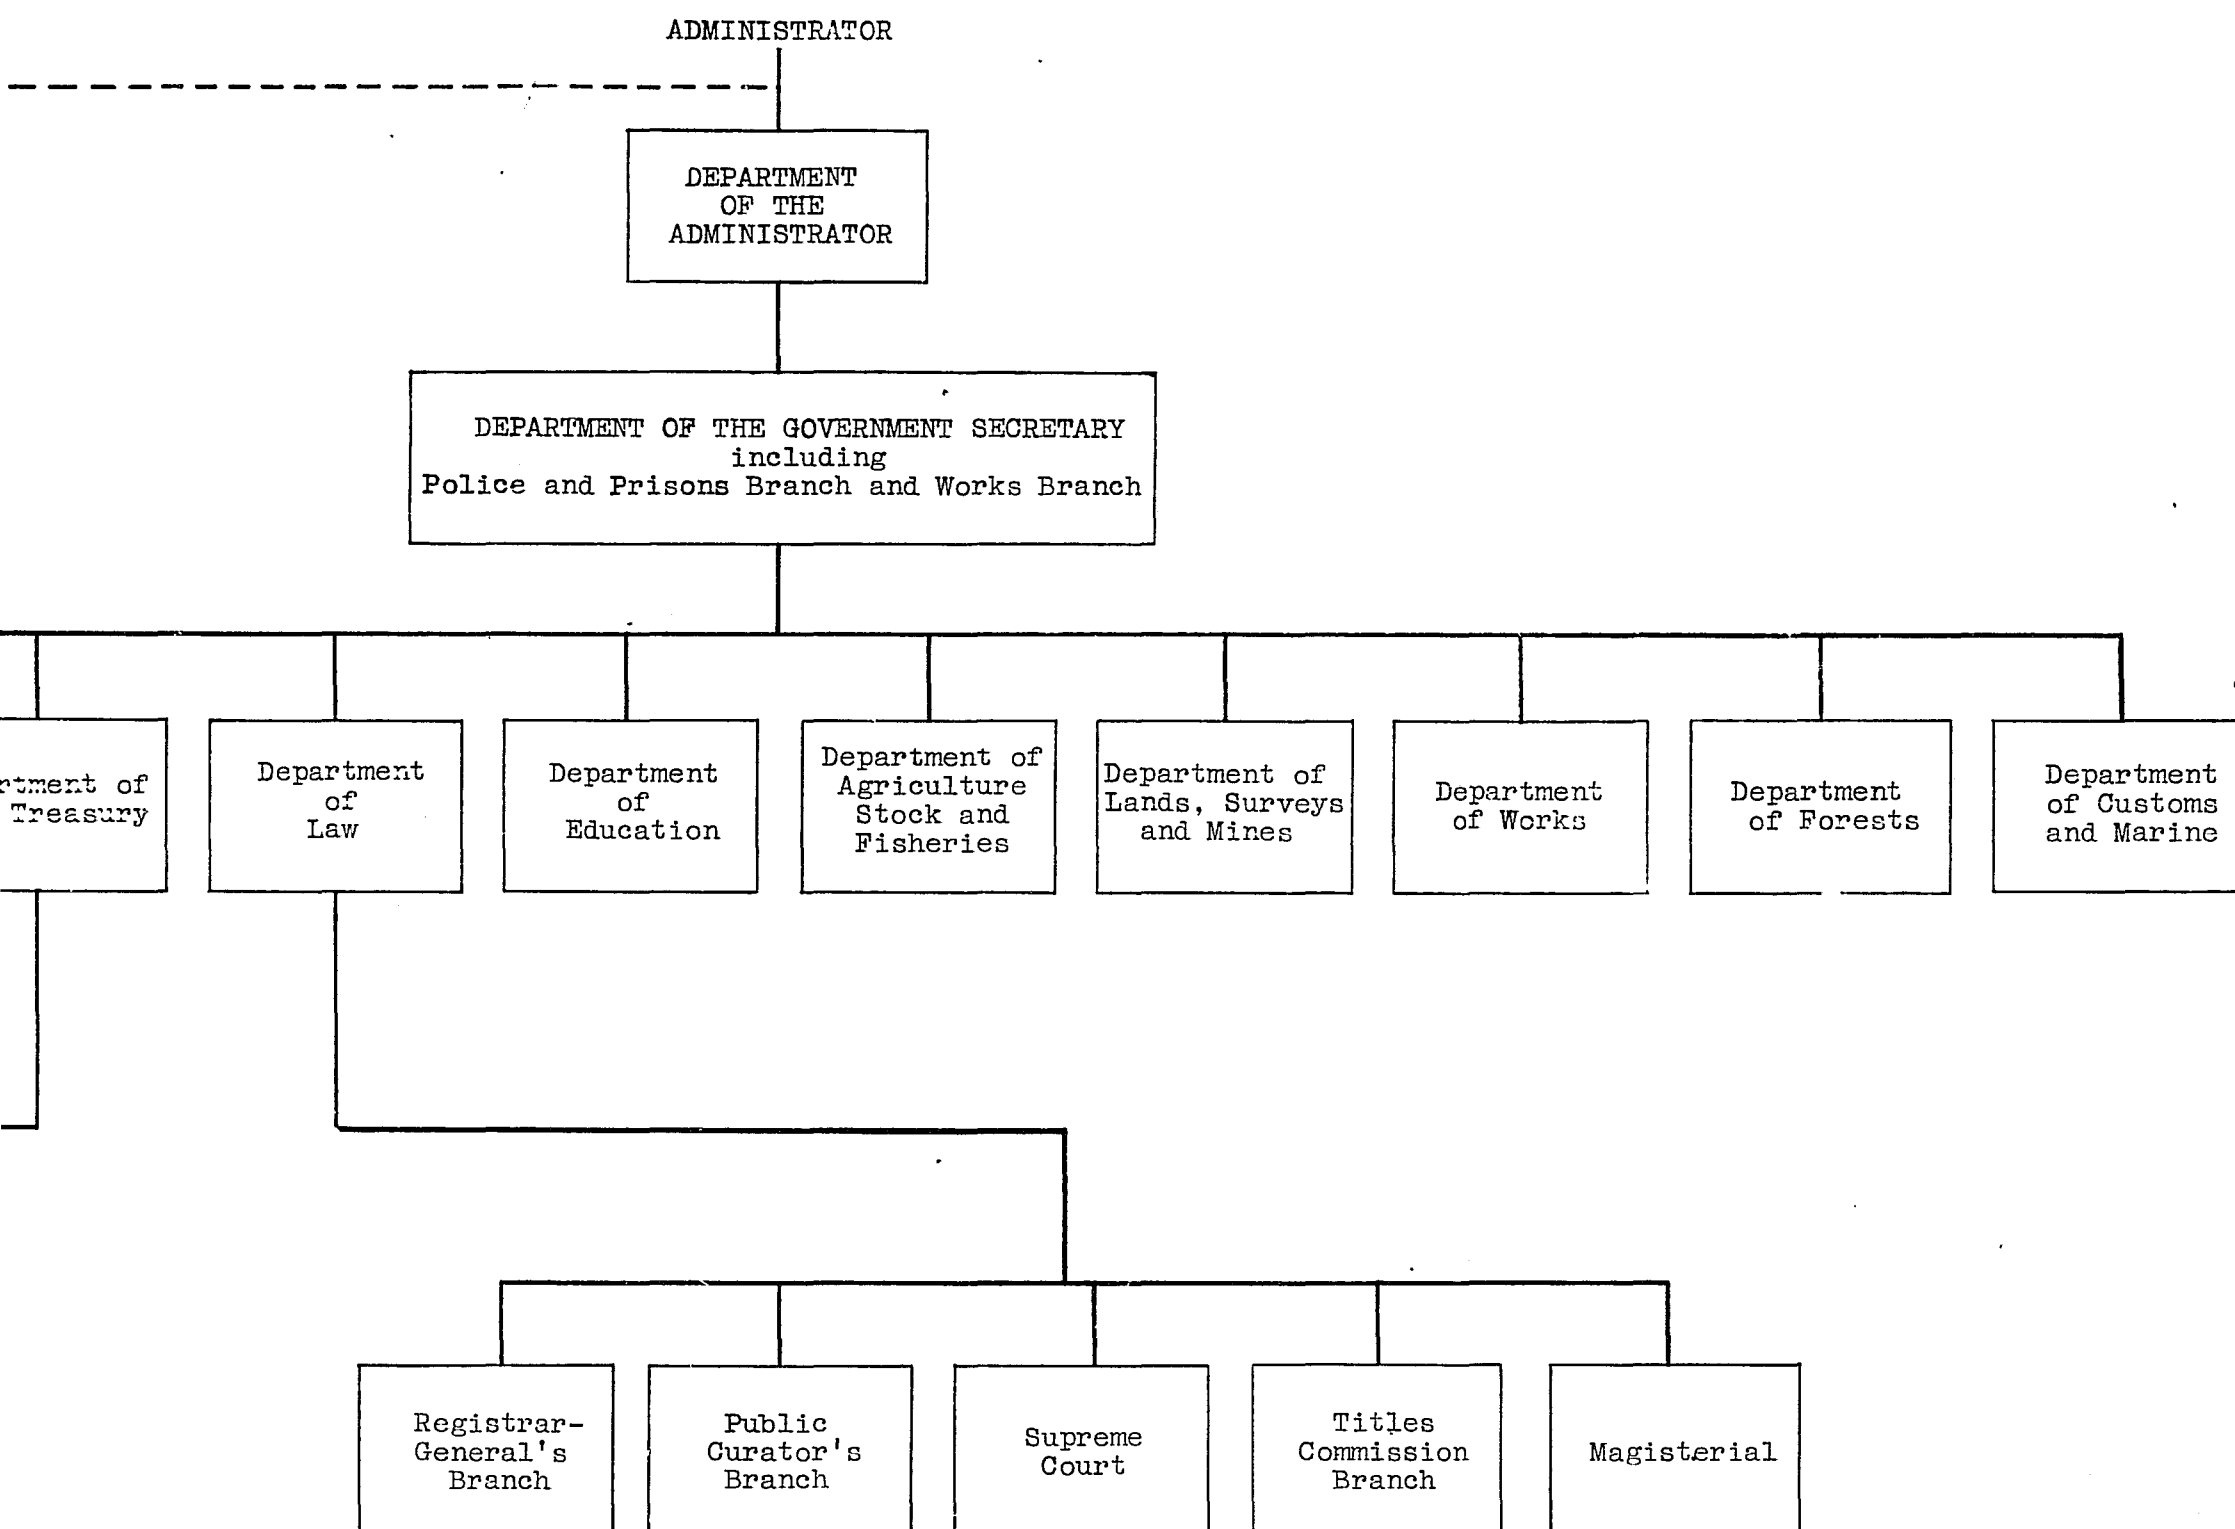 ADMINISTRATOR
DEPARTMENT
OF THE
ADMINISTRATOR
DEPARTMENT OF THE GOVERNMENT SECRETARY
including
Police and Prisons Branch and Works Branch
rtment of
Treasury
Department
of
Law
Department
of
Education
Department of
Agriculture
Stock and
Fisheries
Department of
Lands, Surveys
and Mines
Department
of Works
Department
of Forests
Department
of Customs
and Marine
Registrar-
General's
Branch
Public
Curator's
Branch
Supreme
Court
Titles
Commission
Branch
Magisterial